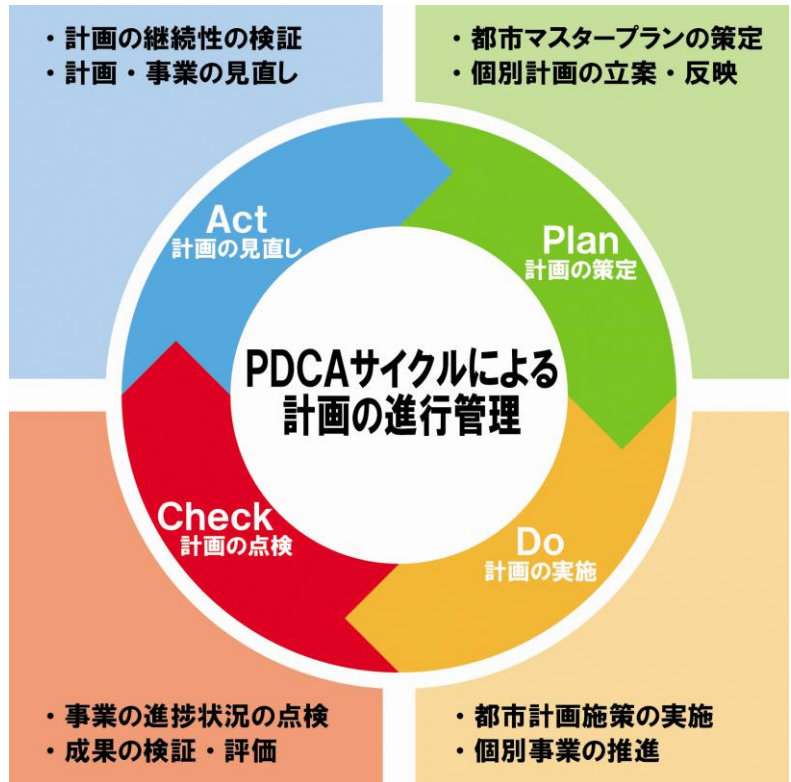 ・計画の継続性の検証
・計画・事業の見直し
・都市マスタープランの策定
・個別計画の立案・反映
Act
計画の見直し
Plan
計画の策定
PDCAサイクルによる
計画の進行管理
Check
計画の点検
Do
計画の実施
・事業の進捗状況の点検
・成果の検証・評価
・都市計画施策の実施
・個別事業の推進